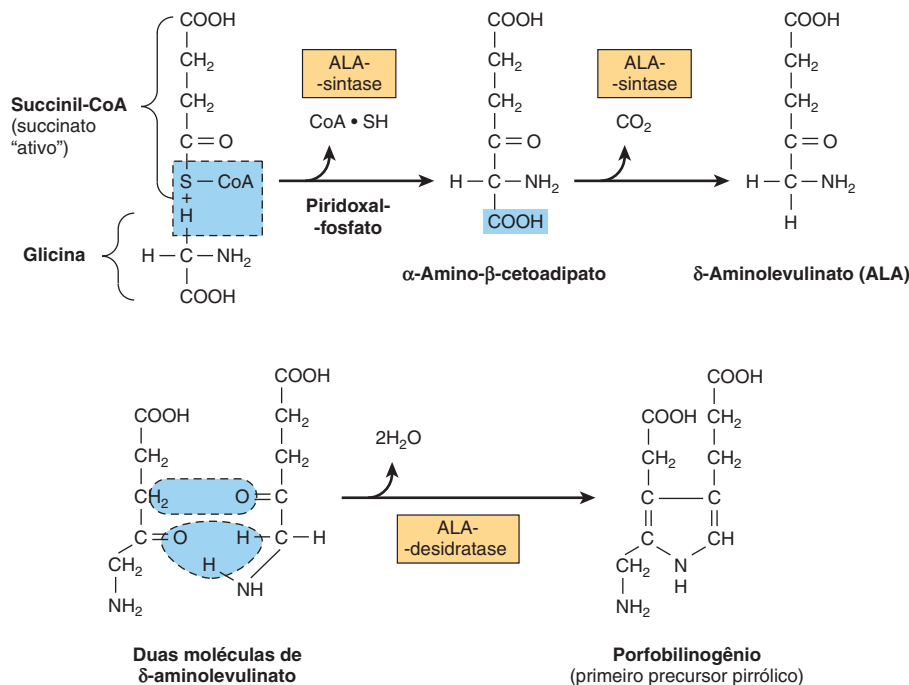 COOH
CH2
CH2
C=O
S—CoA
+
H
H—C—NH2
COOH
Succinil-CoA
(succinato
“ativo”)
Glicina
ALA-
-sintase
CoA • SH
Piridoxal-
-fosfato
COOH
CH2
CH2
C=O
H—C—NH2
COOH
α-Amino-β-cetoadipato
ALA-
-sintase
CO2
COOH
CH2
CH2
C=O
H—C—NH2
H
δ-Aminolevulinato (ALA)
COOH
CH2
CH2
C=O
CH2
NH2
COOH
CH2
CH2
O=C
H—C—H
H
NH
Duas moléculas de
δ-aminolevulinato
2H2O
ALA-
-desidratase
COOH
CH2
COOH
CH2
CH2
C
C
C
CH
CH2
N
H
NH2
Porfobilinogênio
(primeiro precursor pirrólico)